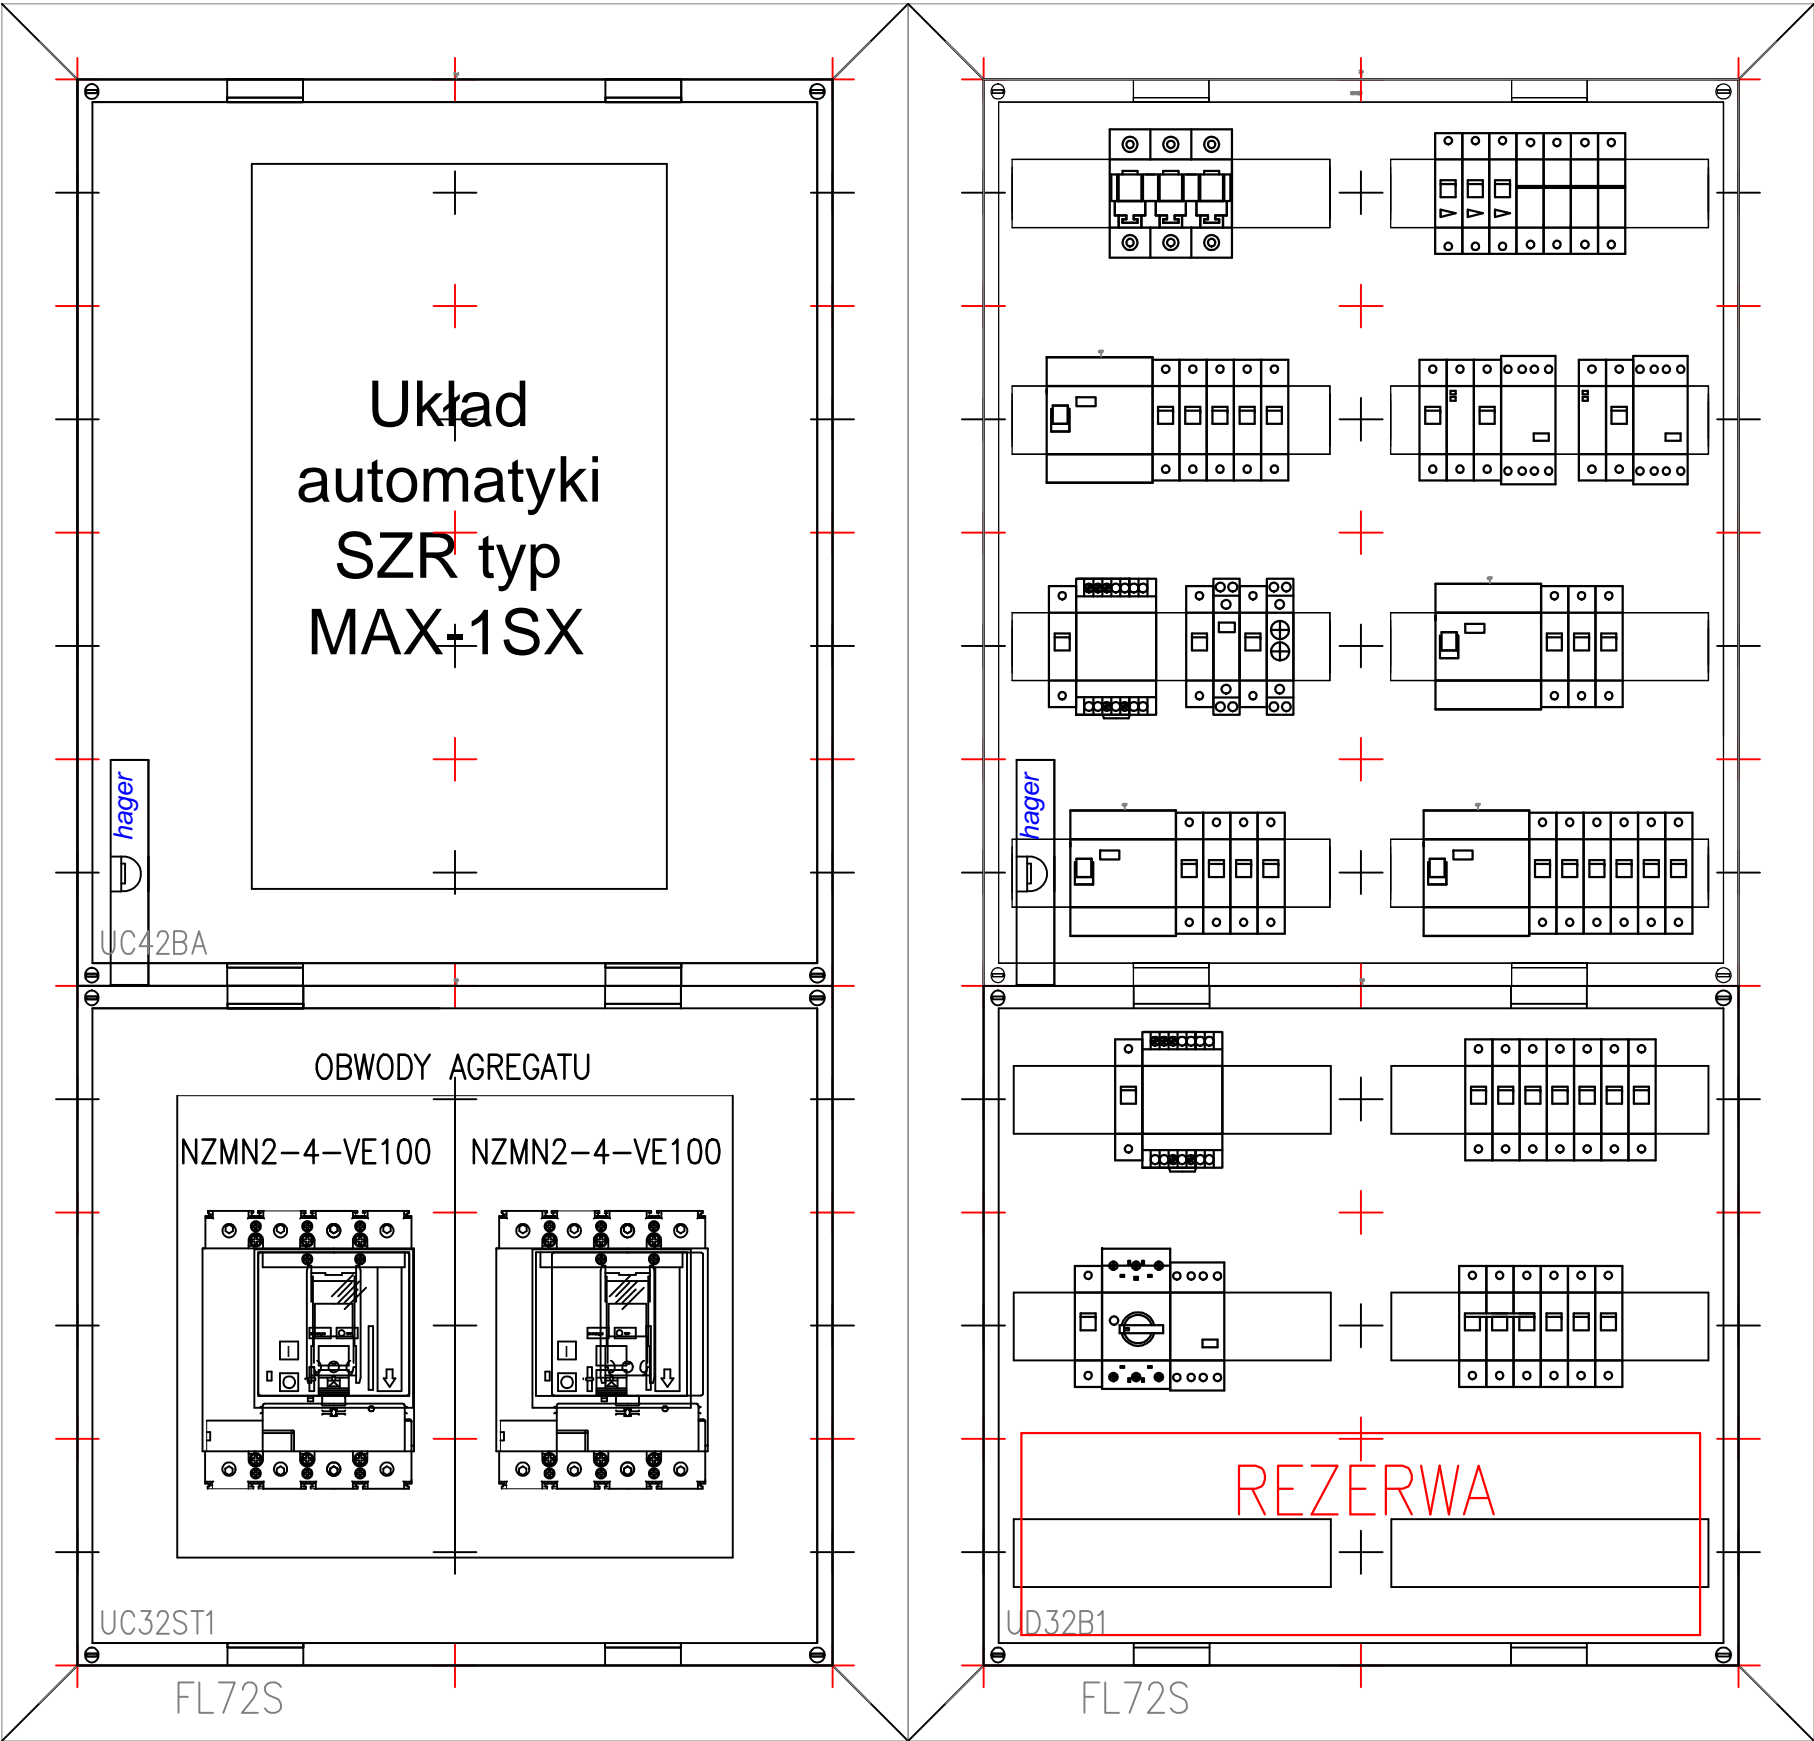 Układ
automatyki
SZR typ
MAX-1SX
hager
UC42BA
OBWODY AGREGATU
NZMN2-4-VE100
NZMN2-4-VE100
UC32ST1
FL72S
hager
REZERWA
UD32B1
FL72S